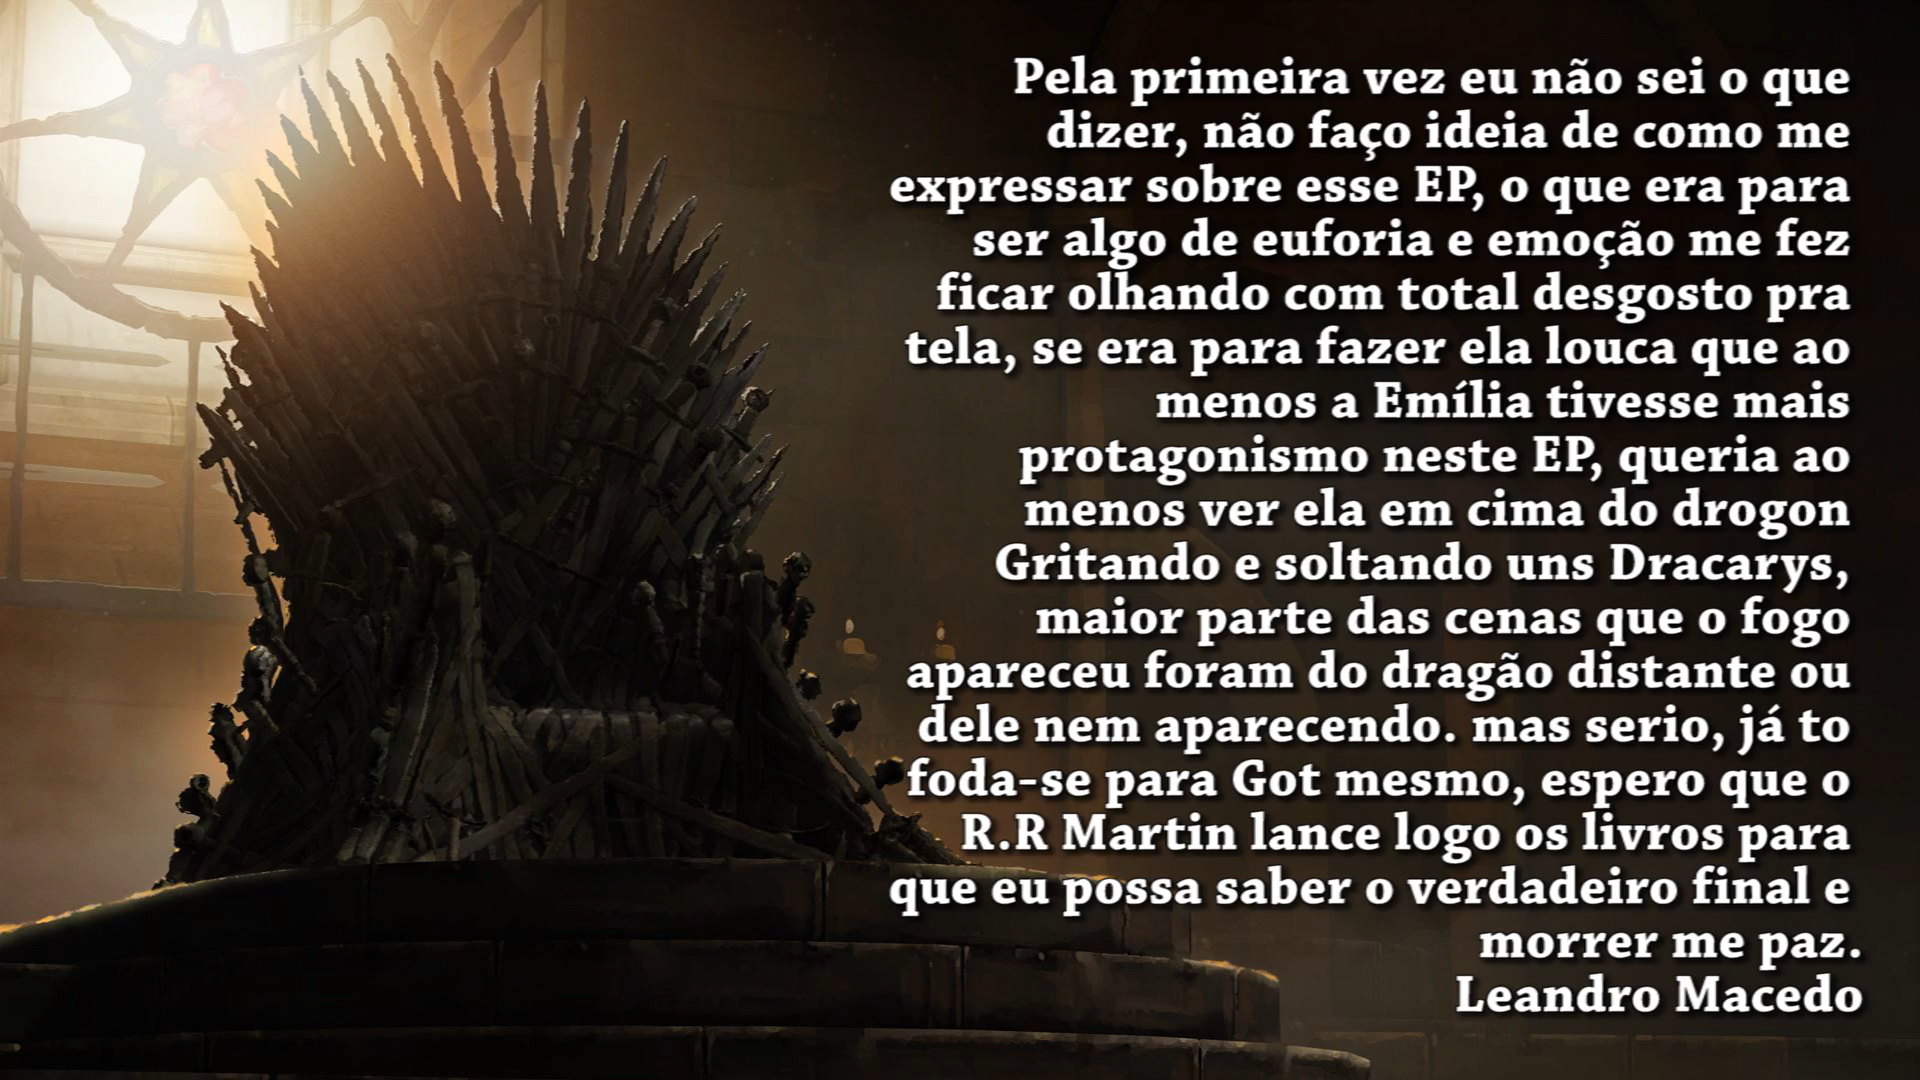 Pela primeira vez eu não sei o que
dizer, não faço ideia de como me
expressar sobre esse EP, o que era para
ser algo de euforia e emoção me fez
ficar olhando com total desgosto pra
tela, se era para fazer ela louca que ao
menos a Emília tivesse mais
protagonismo neste EP, queria ao
menos ver ela em cima do drogon
Gritando e soltando uns Dracarys,
maior parte das cenas que o fogo
apareceu foram do dragão distante ou
dele nem aparecendo. mas serio, já to
foda-se para Got mesmo, espero que o
R.R Martin lance logo os livros para
que eu possa saber o verdadeiro final e
morrer me paz.
Leandro Macedo